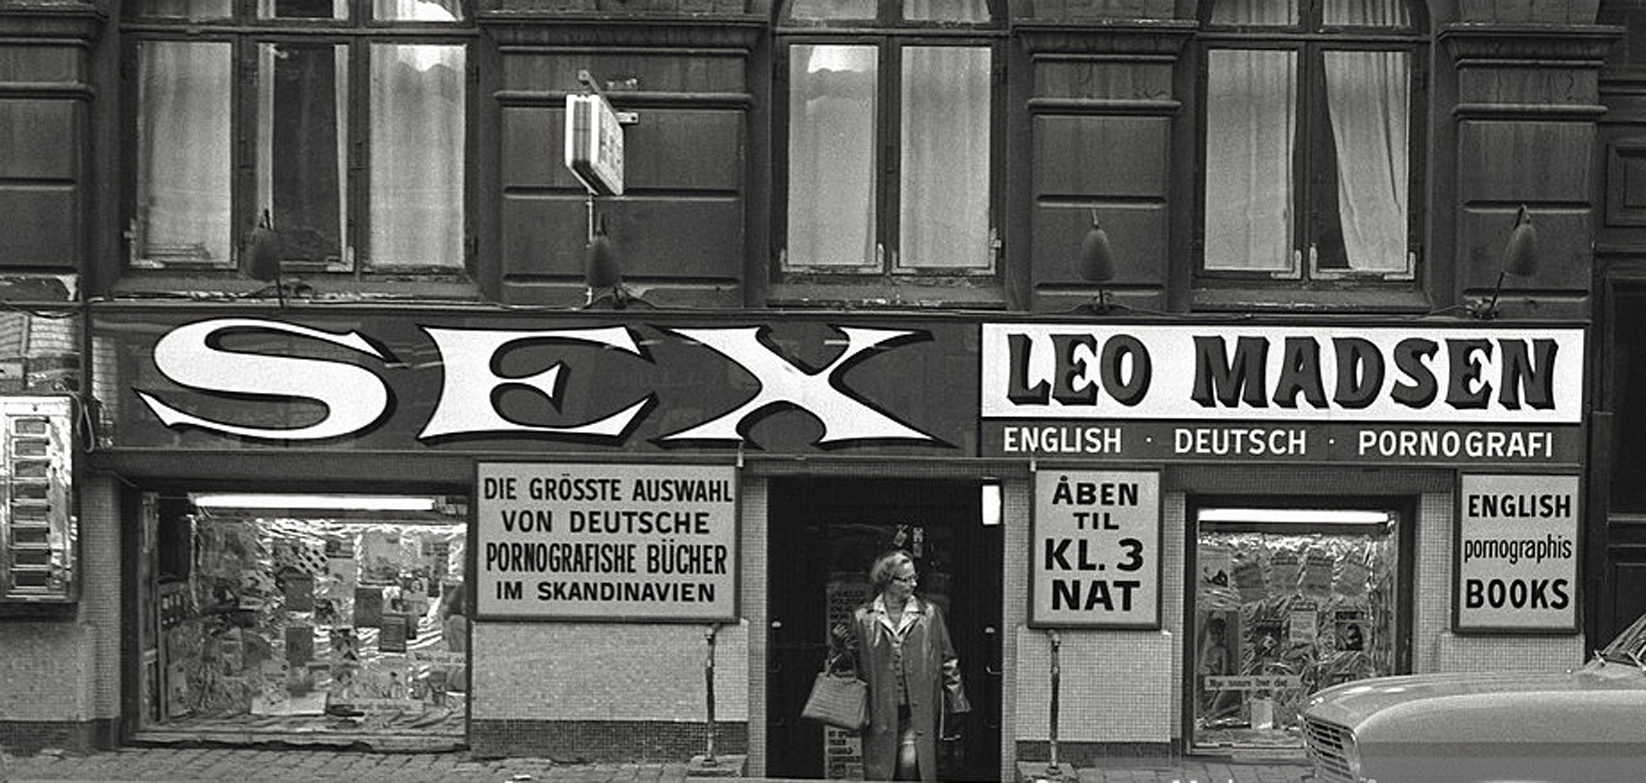 SEX
LEO MADSEN
ENGLISH · DEUTSCH · PORNOGRAFI
DIE GRÖSSTE AUSWAHL
VON DEUTSCHE
PORNOGRAFISHE BÜCHER
IM SKANDINAVIEN
ÅBEN
TIL
KL. 3
NAT
ENGLISH
pornographis
BOOKS